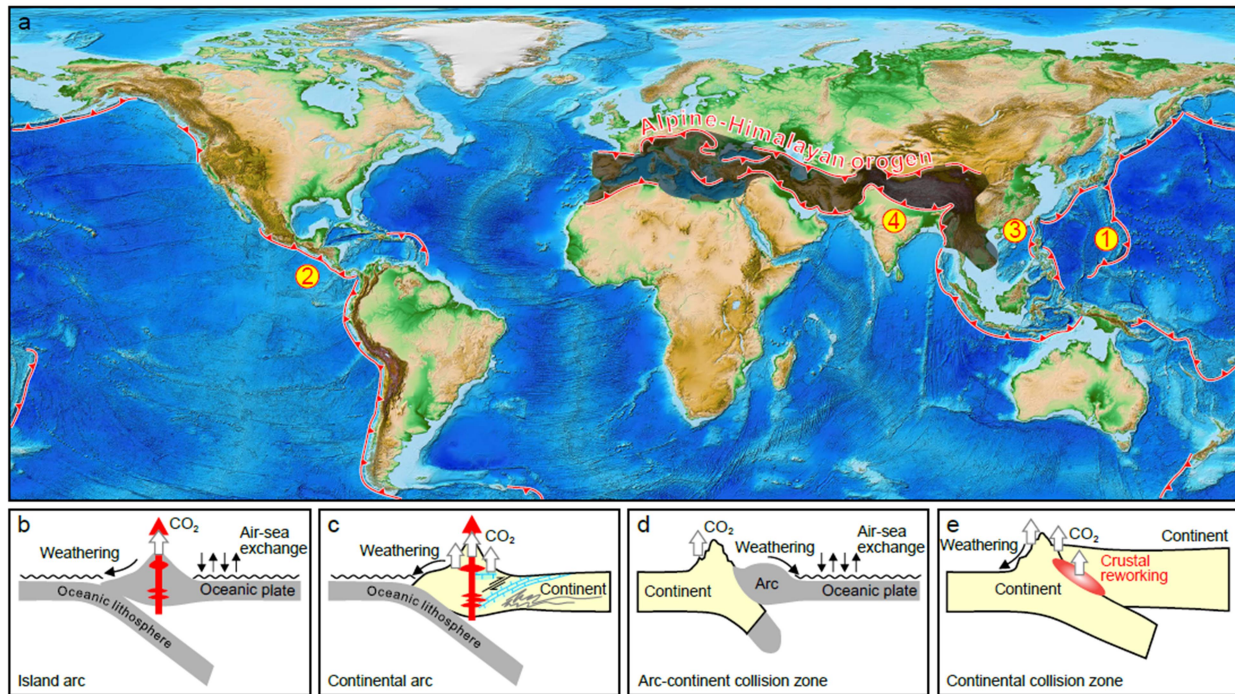 a
Alpine-Himalayan orogen
4
3
1
2
b
CO₂
Weathering
Air-sea
exchange
Oceanic lithosphere
Oceanic plate
Island arc
c
CO₂
Weathering
Continent
Oceanic lithosphere
Continental arc
d
CO₂
Weathering
Air-sea
exchange
Continent
Arc
Oceanic plate
Arc-continent collision zone
e
CO₂
Continent
Weathering
Crustal
reworking
Continent
Continental collision zone